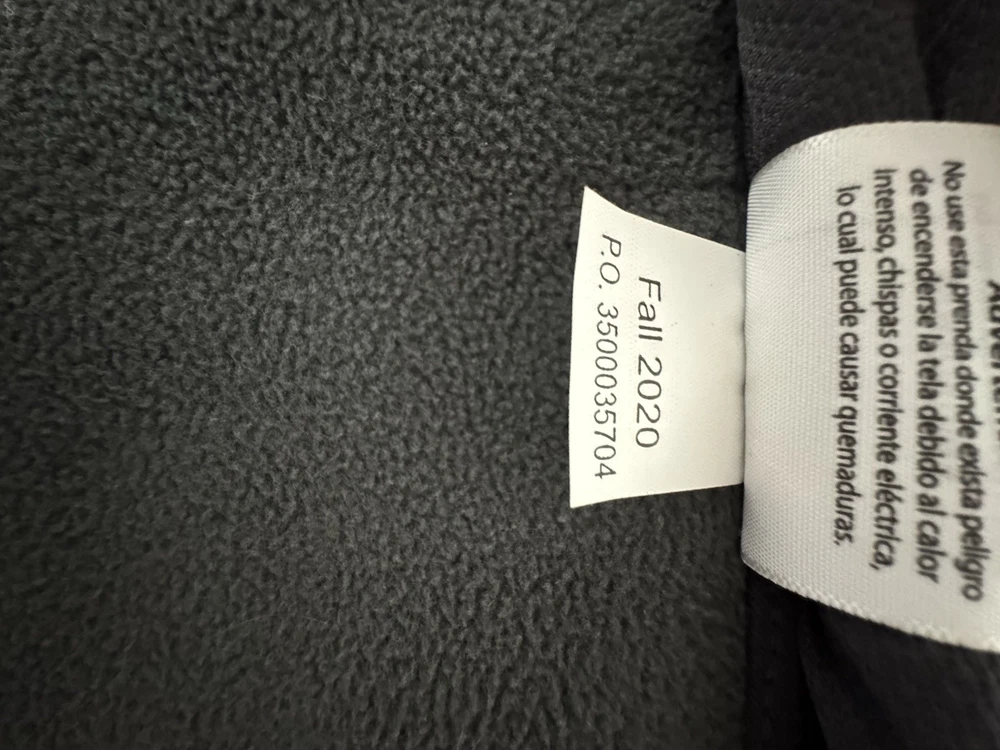 Fall 2020
P.O. 3500035704
No use esta prenda donde exista peligro
de encenderse la tela debido al calor
intenso, chispas o corriente eléctrica,
lo cual puede causar quemaduras.